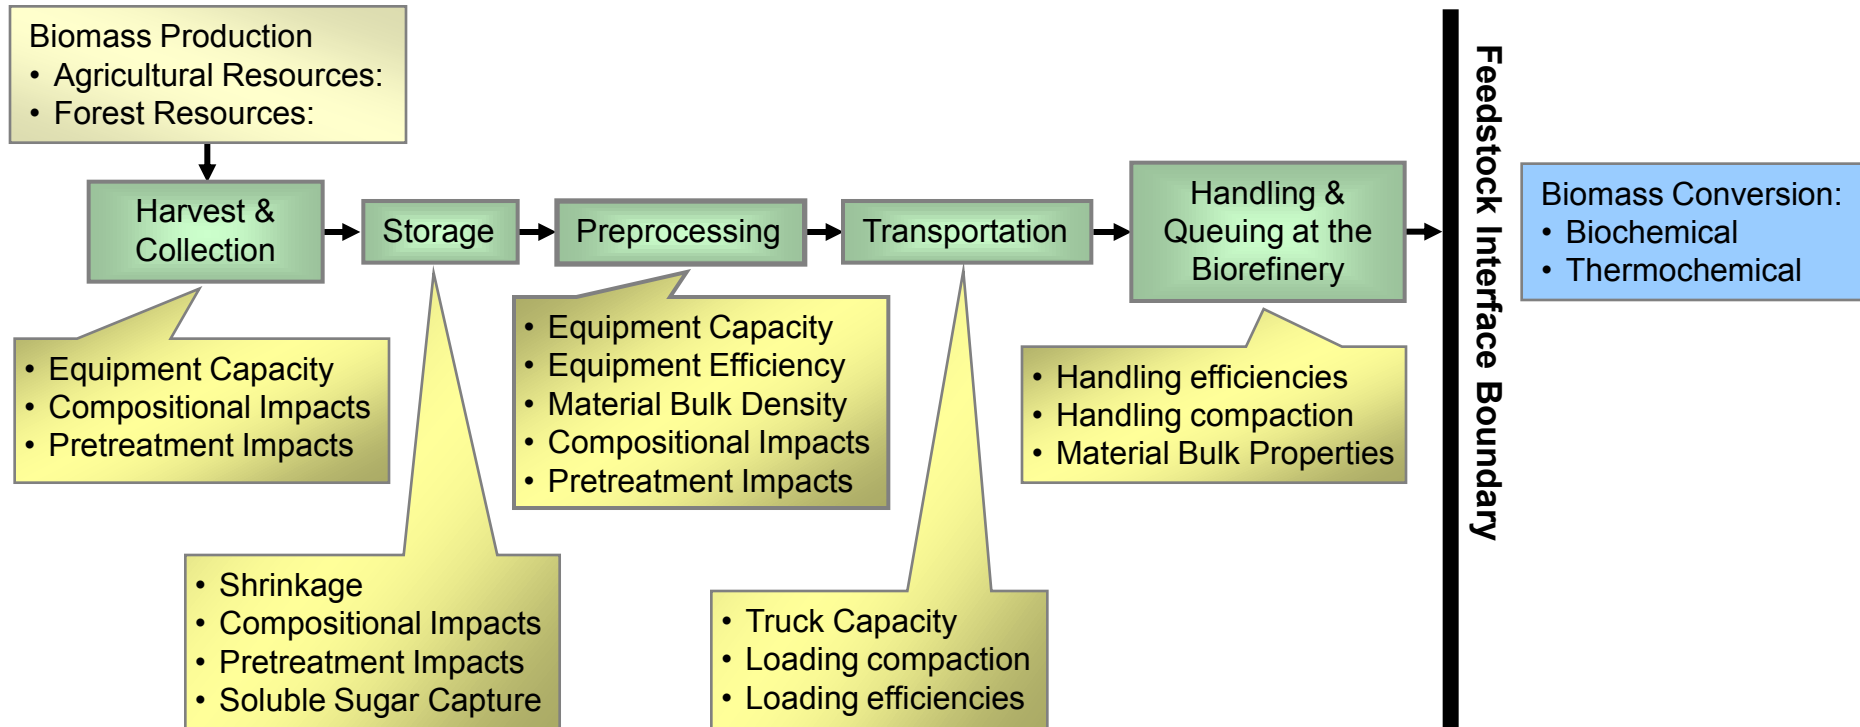 Biomass Production
• Agricultural Resources:
• Forest Resources:
Harvest &
Collection
Storage
Preprocessing
Transportation
Handling &
Queuing at the
Biorefinery
Feedstock Interface Boundary
Biomass Conversion:
• Biochemical
• Thermochemical
• Equipment Capacity
• Compositional Impacts
• Pretreatment Impacts
• Shrinkage
• Compositional Impacts
• Pretreatment Impacts
• Soluble Sugar Capture
• Equipment Capacity
• Equipment Efficiency
• Material Bulk Density
• Compositional Impacts
• Pretreatment Impacts
• Truck Capacity
• Loading compaction
• Loading efficiencies
• Handling efficiencies
• Handling compaction
• Material Bulk Properties